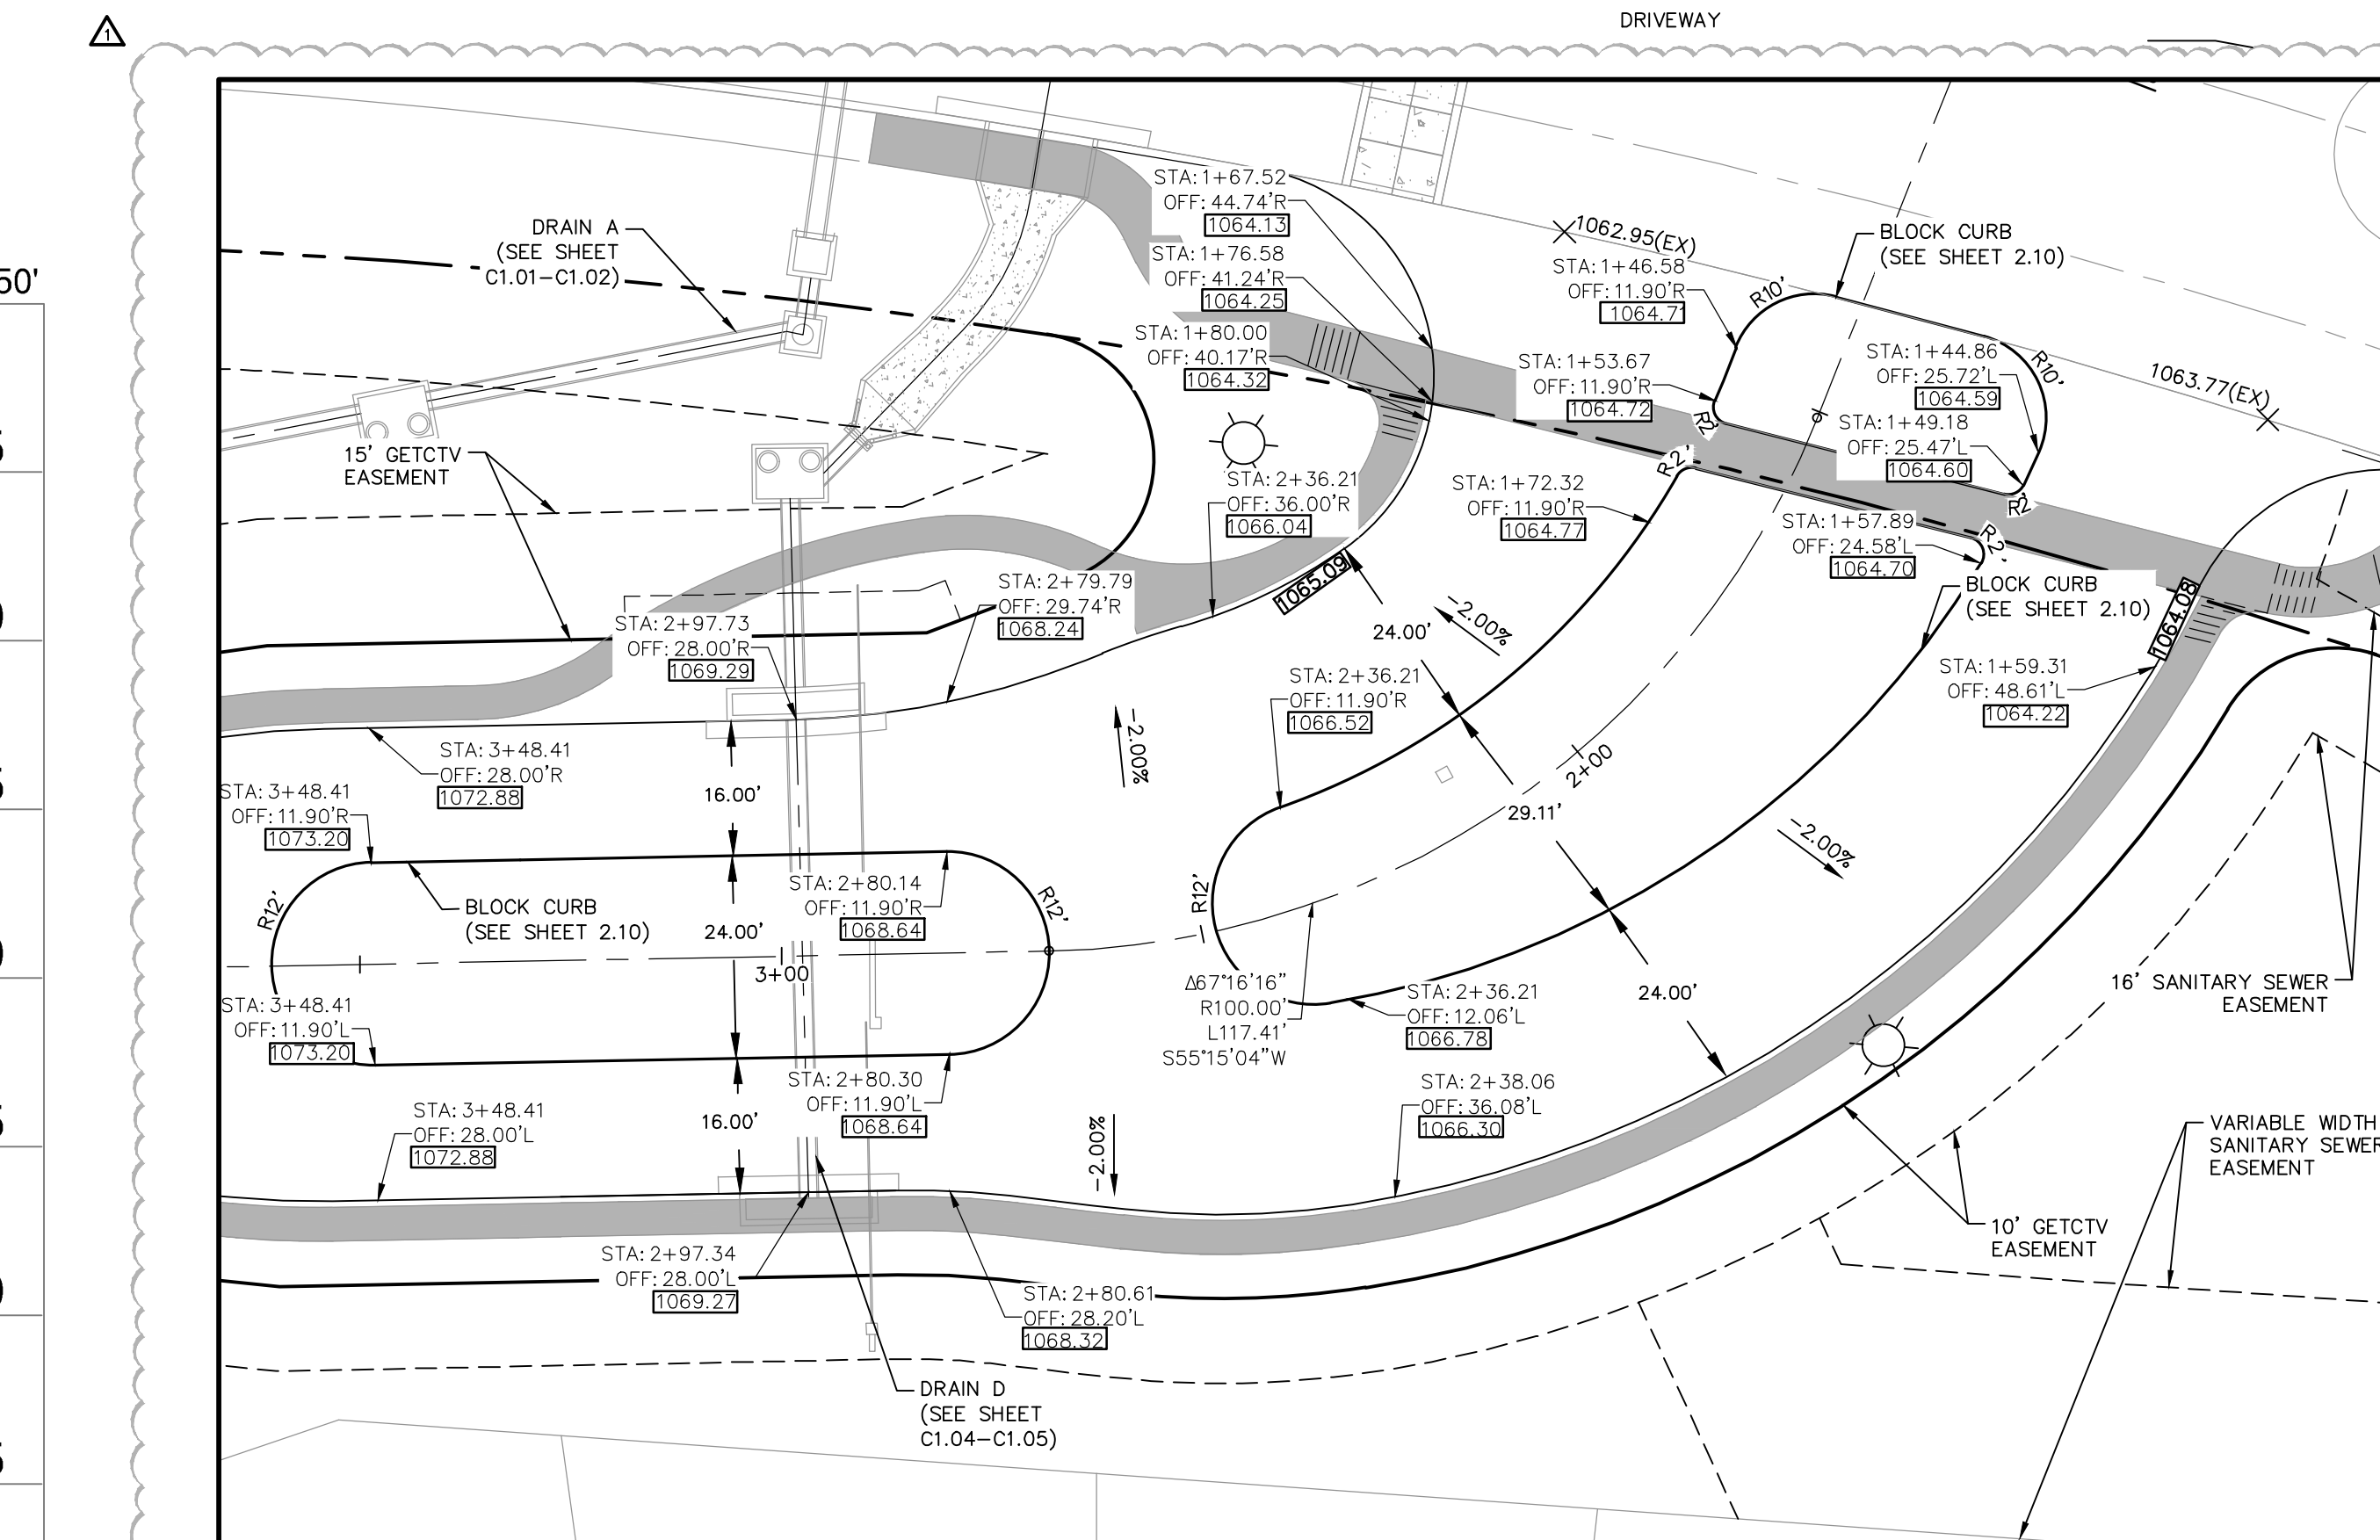 DRIVEWAY
1
50'
DRAIN A
(SEE SHEET
C1.01-C1.02)
15' GETCTV
EASEMENT
STA: 1+67.52
OFF: 44.74'R
1064.13
STA: 1+76.58
OFF: 41.24'R
1064.25
STA: 1+80.00
OFF: 40.17'R
1064.32
1062.95(EX)
STA: 1+46.58
OFF: 11.90'R
1064.71
R10'
BLOCK CURB
(SEE SHEET 2.10)
STA: 1+53.67
OFF: 11.90'R
1064.72
R2'
STA: 1+44.86
OFF: 25.72'L
1064.59
R10'
1063.77(EX)
STA: 1+49.18
OFF: 25.47'L
1064.60
R2'
R2'
STA: 1+72.32
OFF: 11.90'R
1064.77
STA: 1+57.89
OFF: 24.58'L
1064.70
R2'
BLOCK CURB
(SEE SHEET 2.10)
1064.08
STA: 1+59.31
OFF: 48.61'L
1064.22
STA: 2+36.21
OFF: 36.00'R
1066.04
1065.09
STA: 2+79.79
OFF: 29.74'R
1068.24
STA: 2+97.73
OFF: 28.00'R
1069.29
24.00'
-2.00%
STA: 2+36.21
OFF: 11.90'R
1066.52
-2.00%
2+00
29.11'
-2.00%
STA: 3+48.41
OFF: 28.00'R
1072.88
16.00'
STA: 3+48.41
OFF: 11.90'R
1073.20
R12'
BLOCK CURB
(SEE SHEET 2.10)
24.00'
STA: 2+80.14
OFF: 11.90'R
1068.64
R12'
R12'
3+00
STA: 3+48.41
OFF: 11.90'L
1073.20
Δ67°16'16"
R100.00'
L117.41'
S55°15'04"W
STA: 2+36.21
OFF: 12.06'L
1066.78
24.00'
16' SANITARY SEWER
EASEMENT
STA: 2+80.30
OFF: 11.90'L
1068.64
16.00'
STA: 3+48.41
OFF: 28.00'L
1072.88
-2.00%
STA: 2+38.06
OFF: 36.08'L
1066.30
VARIABLE WIDTH
SANITARY SEWER
EASEMENT
10' GETCTV
EASEMENT
STA: 2+97.34
OFF: 28.00'L
1069.27
STA: 2+80.61
OFF: 28.20'L
1068.32
DRAIN D
(SEE SHEET
C1.04-C1.05)